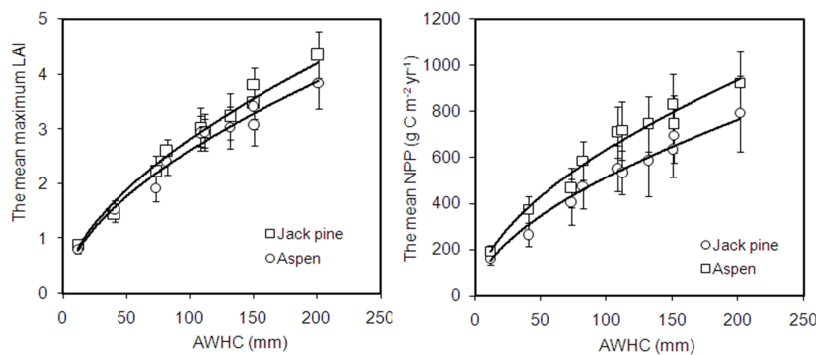 The mean maximum LAI
5
4
3
2
1
0
0 50 100 150 200 250
AWHC (mm)
Jack pine
Aspen
The mean NPP (g C m⁻² yr⁻¹)
1200
1000
800
600
400
200
0
0 50 100 150 200 250
AWHC (mm)
Jack pine
Aspen